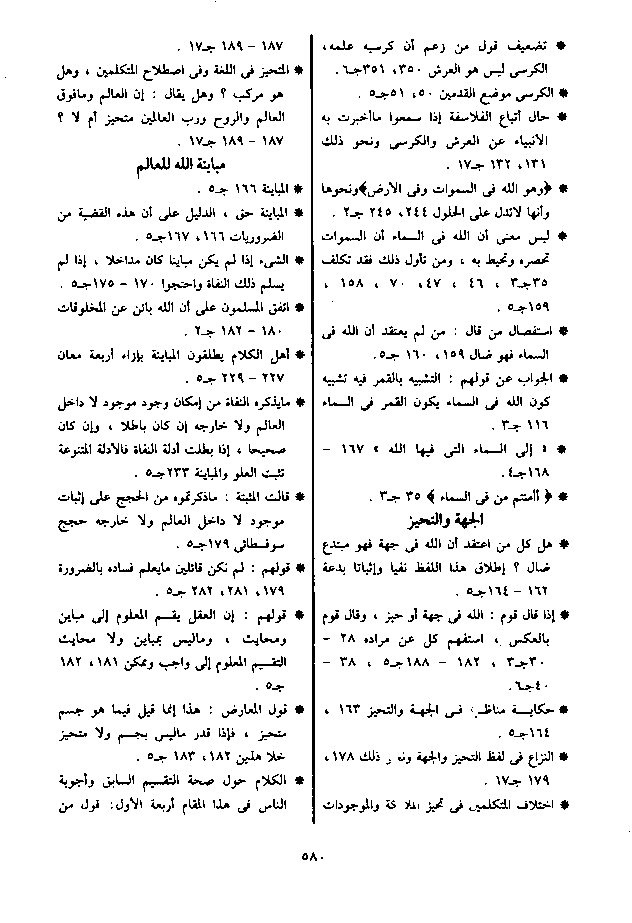 * تضعيف قول من زعم أن كرسيه علمه،
الكرسي ليس هو العرش ٣٥٠، ٣٥١جـ٦.
* الكرسي موضع القدمين ٥٠، ٥١جـ٥.
* حال أتباع الفلاسفة إذا سمعوا ماأخبرت به
الأنبياء عن العرش والكرسي ونحو ذلك
١٣١، ١٣٢ جـ١٧ .
* ﴿وهو الله في السموات وفي الأرض﴾ونحوها
وأنها لاتدل على الحلول ٢٤٤، ٢٤٥ جـ٢.
* ليس معنى أن الله في السماء أن السموات
تحصره وتحيط به ، ومن تأول ذلك فقد تكلف
٣٥جـ٣ ، ٤٦ ، ٤٧، ٧٠ ، ١٥٨ ،
١٥٩جـ٥ .
* استفصال من قال : من لم يعتقد أن الله في
السماء فهو ضال ١٥٩، ١٦٠ جـ٥.
* الجواب عن قولهم : التشبيه بالقمر فيه تشبيه
كون الله في السماء بكون القمر في السماء
١١٦ جـ٣ .
* « إلى السماء التي فيها الله » ١٦٧ –
١٦٨جـ٤.
* ﴿ أأمنتم من في السماء ﴾ ٣٥ جـ٣ .
الجهة والتحيز
* هل كل من اعتقد أن الله في جهة فهو مبتدع
ضال ؟ إطلاق هذا اللفظ نفيا وإثباتا بدعة
١٦٢ – ١٦٤جـ٥ .
* إذا قال قوم : الله في جهة أو حيز ، وقال قوم
بالعكس ، استفهم كل عن مراده ٢٨ –
٣٠جـ٣ ، ١٨٢ – ١٨٨جـ٥ ، ٣٨ –
٤٠جـ٦.
* حكايــة مناظرة فــي الجهة والتحيز ١٦٣ ،
١٦٤جـ٥ .
* النزاع في لفظ التحيز والجهة ونحو ذلك ١٧٨،
١٧٩ جـ١٧ .
* اختلاف المتكلمين في تحيز الملائكة والموجودات
١٨٧ – ١٨٩ جـ١٧ .
* المتحيز في اللغة وفي اصطلاح المتكلمين ، وهل
هو مركب ؟ وهل يقال : إن العالم ومافوق
العالم والروح ورب العالمين متحيز أم لا ؟
١٨٧ – ١٨٩ جـ١٧ .
مباينة الله للعالم
* المباينة ١٦٦ جـ٥ .
* المباينة حق ، الدليل على أن هذه القضية من
الضروريات ١٦٦، ١٦٧جـ٥ .
* الشيء إذا لم يكن مباينا كان مداخلا ، إذا لم
يسلم ذلك النفاة واحتجوا ١٧٠ – ١٧٥جـ٥ .
* اتفق المسلمون على أن الله بائن عن المخلوقات
١٨٠ – ١٨٢ جـ٢ .
* أهل الكلام يطلقون المباينة بإزاء أربعة معان
٢٢٧ – ٢٢٩ جـ٥ .
* مايذكره النفاة من إمكان وجود موجود لا داخل
العالم ولا خارجه إن كان باطلا ، وإن كان
صحيحا ، إذا بطلت أدلة النفاة فالأدلة المتنوعة
تثبت العلو والمباينة ٢٣٣جـ٥ .
* قالت المثبتة : ماذكرتموه من الحجج على إثبات
موجود لا داخل العالم ولا خارجه حجج
سوفسطائي ١٧٩جـ٥ .
* قولهم : لم نكن قائلين مايعلم فساده بالضرورة
١٧٩، ٢٨١، ٢٨٢ جـ٥ .
* قولهم : إن العقل يقسم المعلوم إلى مباين
ومحايث ، وماليس بمباين ولا محايث
التقسيم المعلوم إلى واجب وممكن ١٨١، ١٨٢
جـ٥ .
* قول المعارض : هذا إنما قيل فيما هو جسم
متحيز ، فإذا قدر ماليس بجسم ولا متحيز
خلا هذين ١٨٢، ١٨٣ جـ٥ .
* الكلام حول صحة التقسيم السابق وأجوبة
الناس في هذا المقام أربعة الأول: قول من
٥٨٠